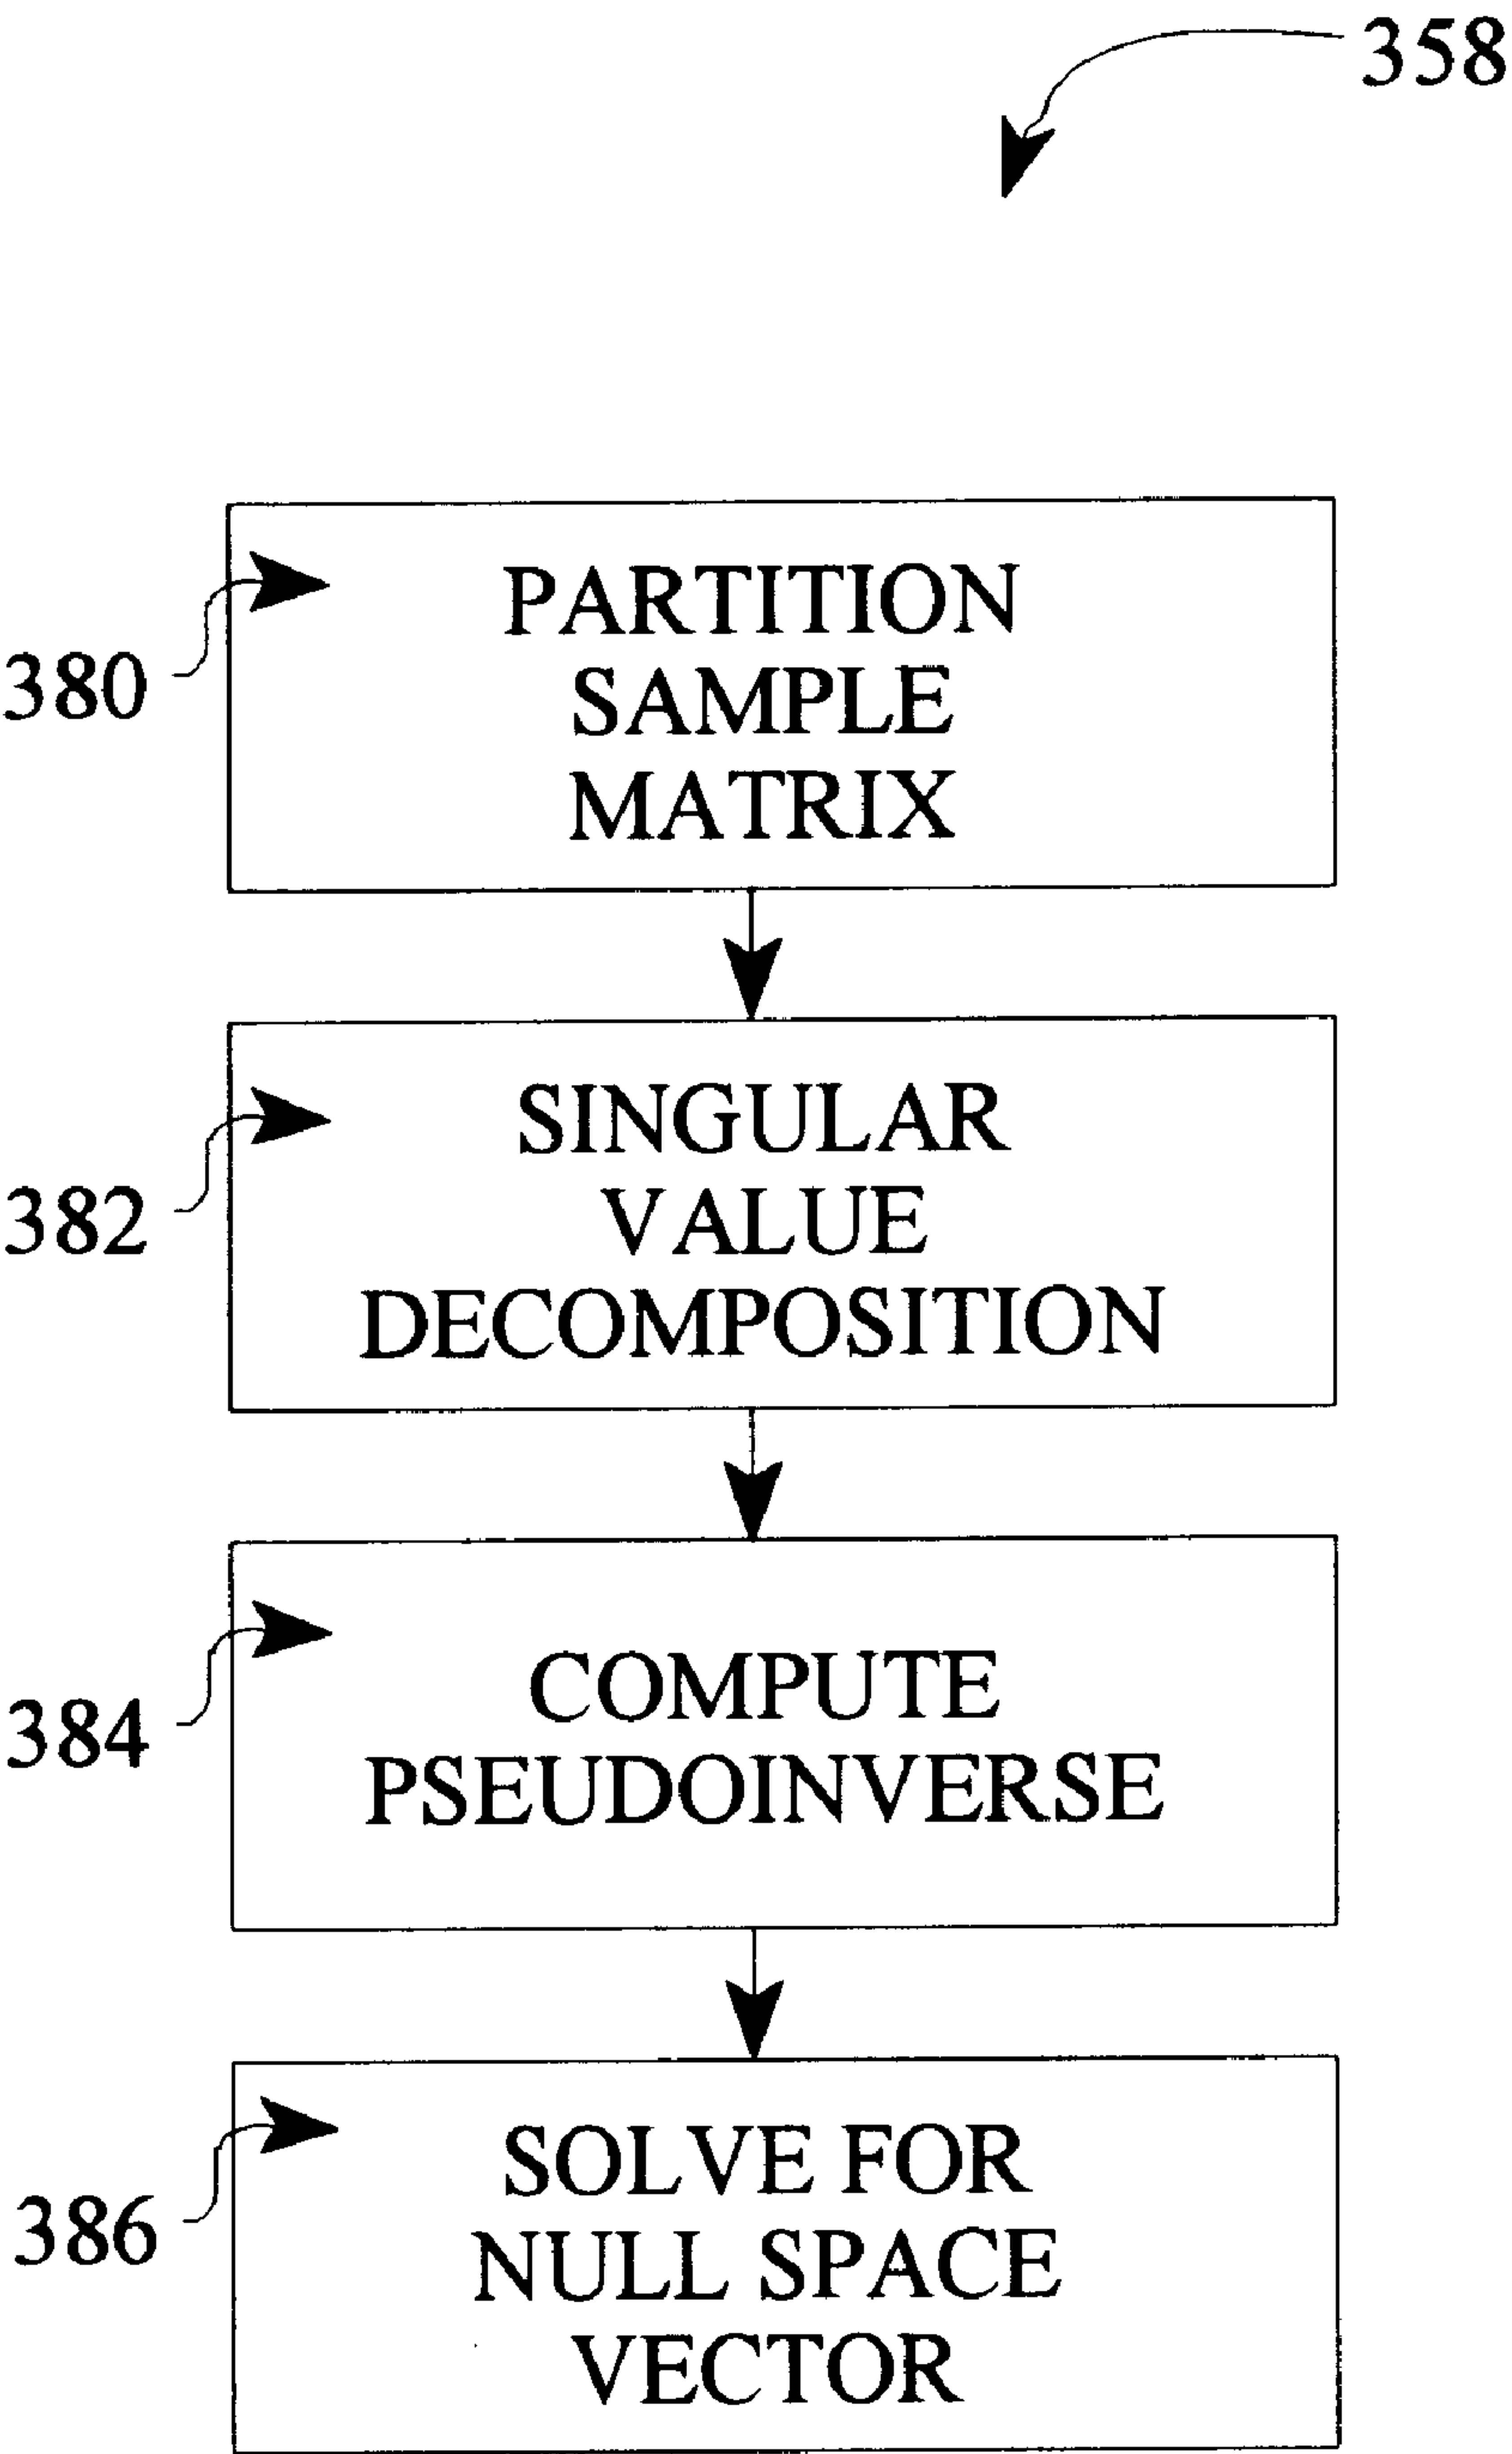 358
PARTITION
SAMPLE
MATRIX
380
SINGULAR
VALUE
DECOMPOSITION
382
COMPUTE
PSEUDOINVERSE
384
SOLVE FOR
NULL SPACE
VECTOR
386